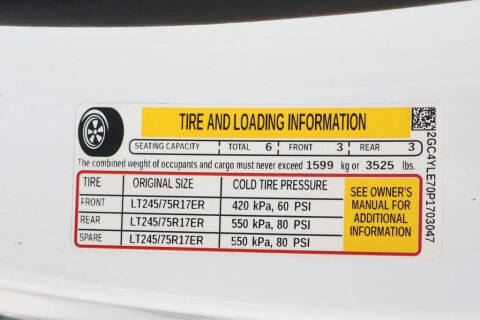 TIRE AND LOADING INFORMATION
SEATING CAPACITY TOTAL 6 FRONT 3 REAR 3
The combined weight of occupants and cargo must never exceed 1599 kg or 3525 lbs.
TIRE ORIGINAL SIZE COLD TIRE PRESSURE
FRONT LT245/75R17ER 420 kPa, 60 PSI
REAR LT245/75R17ER 550 kPa, 80 PSI
SPARE LT245/75R17ER 550 kPa, 80 PSI
SEE OWNER'S
MANUAL FOR
ADDITIONAL
INFORMATION
2GC4YLE70P1703047